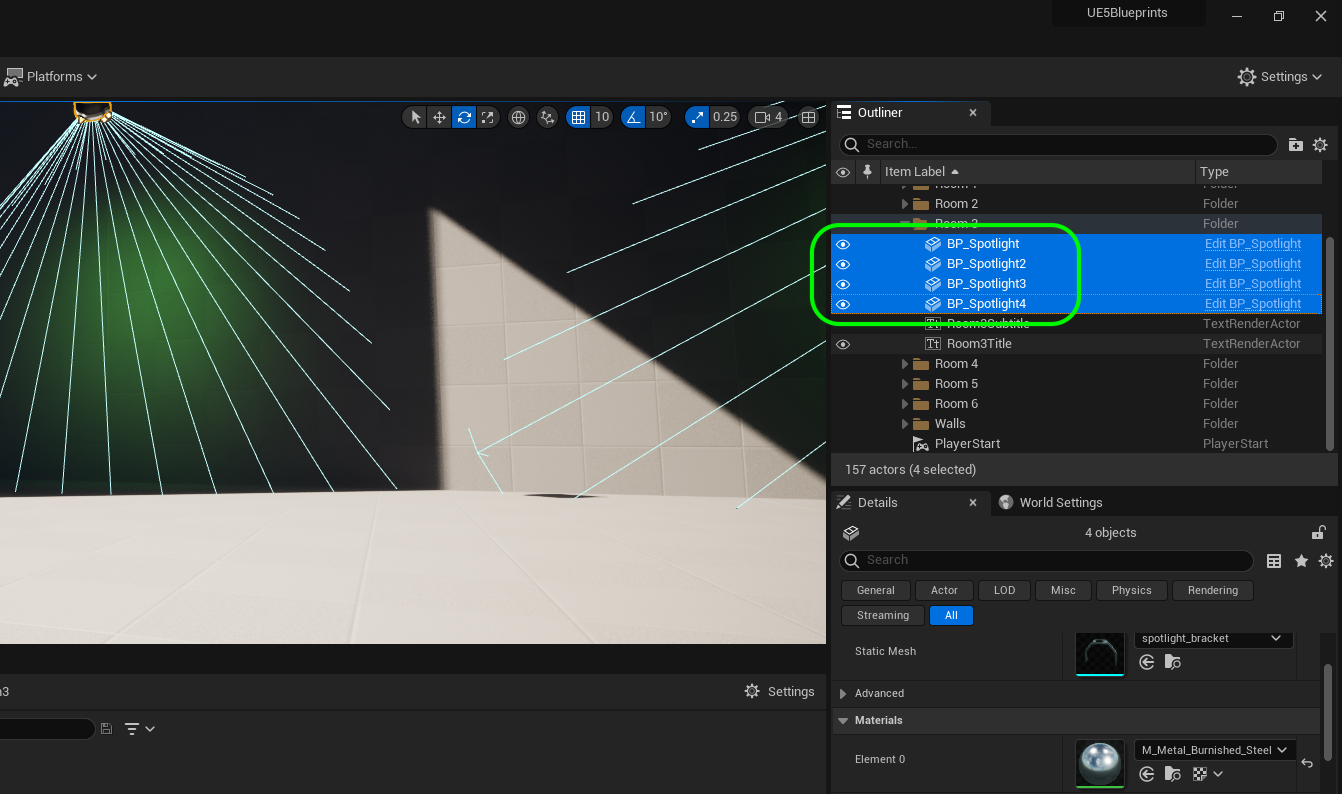 UE5Blueprints
Platforms
Settings
10
10°
0.25
4
Outliner
Search...
Item Label
Type
Room 1
Folder
Room 2
Folder
Room 3
Folder
BP_Spotlight
Edit BP_Spotlight
BP_Spotlight2
Edit BP_Spotlight
BP_Spotlight3
Edit BP_Spotlight
BP_Spotlight4
Edit BP_Spotlight
Room3Subtitle
TextRenderActor
Room3Title
TextRenderActor
Room 4
Folder
Room 5
Folder
Room 6
Folder
Walls
Folder
PlayerStart
PlayerStart
157 actors (4 selected)
Details
World Settings
4 objects
Search
General
Actor
LOD
Misc
Physics
Rendering
Streaming
All
Static Mesh
spotlight_bracket
Advanced
Materials
Element 0
M_Metal_Burnished_Steel
3
Settings